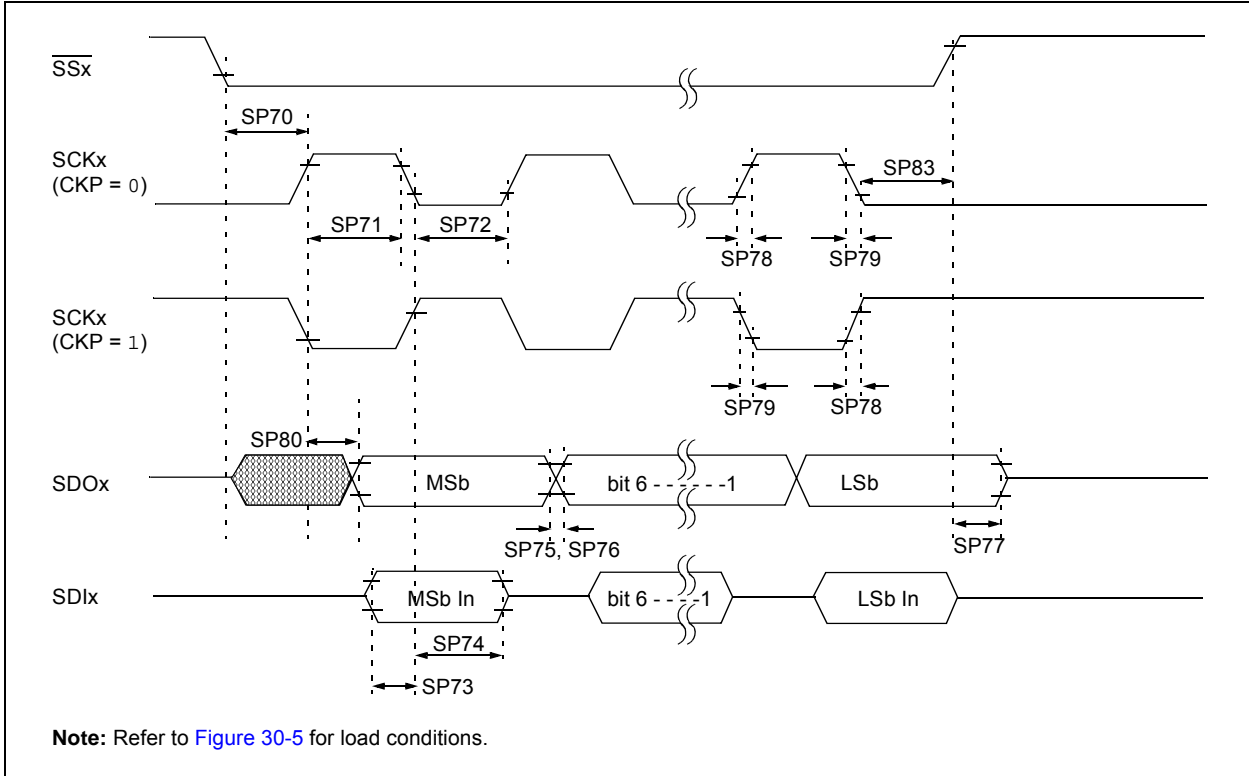 SSx
SP70
SCKx
(CKP = 0)
SP83
SP71
SP72
SP78
SP79
SCKx
(CKP = 1)
SP79
SP78
SP80
SDOx
MSb
bit 6 - - - - - -1
LSb
SP75, SP76
SP77
SDIx
MSb In
bit 6 - - - -1
LSb In
SP74
SP73
Note: Refer to Figure 30-5 for load conditions.